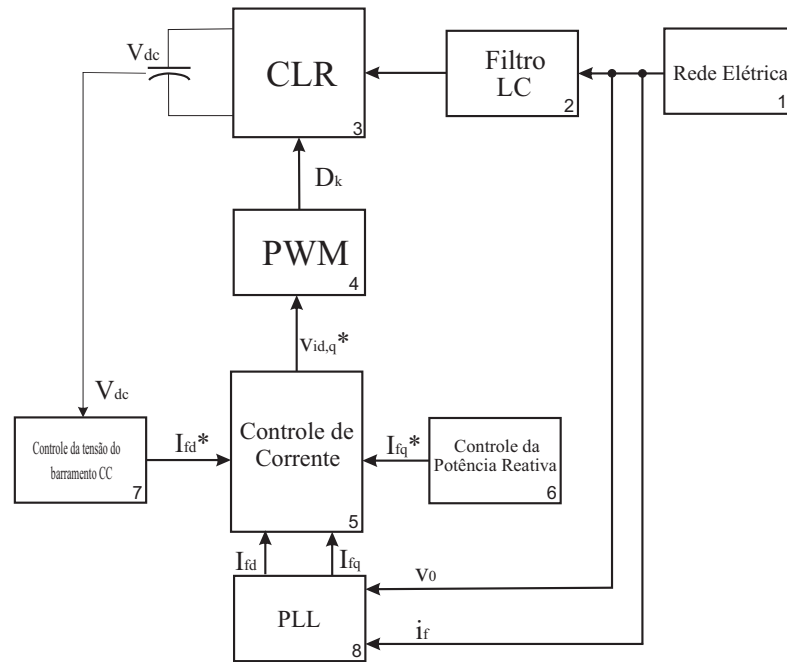 Vdc
CLR
3
Filtro
LC
2
Rede Elétrica
1
Dk
PWM
4
vid,q*
Vdc
Controle da tensão do
barramento CC
7
Ifd*
Controle de
Corrente
5
Ifq*
Controle da
Potência Reativa
6
Ifd
Ifq
PLL
8
v0
if